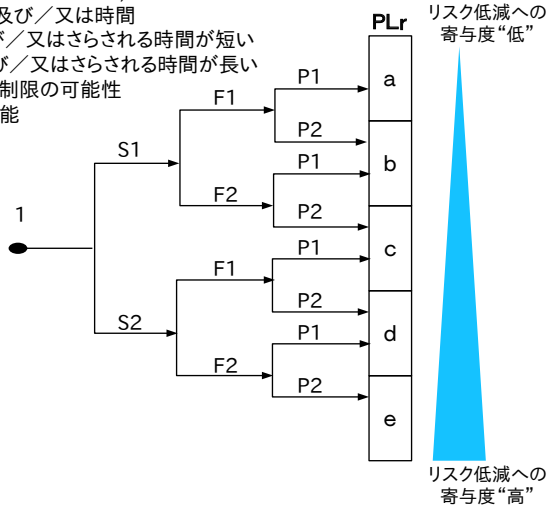 及び／又は時間
び／又はさらされる時間が短い
び／又はさらされる時間が長い
制限の可能性
能
PLr
リスク低減への
寄与度“低”
a
P1
F1
P2
b
S1
P1
F2
P2
1
c
P1
F1
P2
S2
d
P1
F2
P2
e
リスク低減への
寄与度“高”